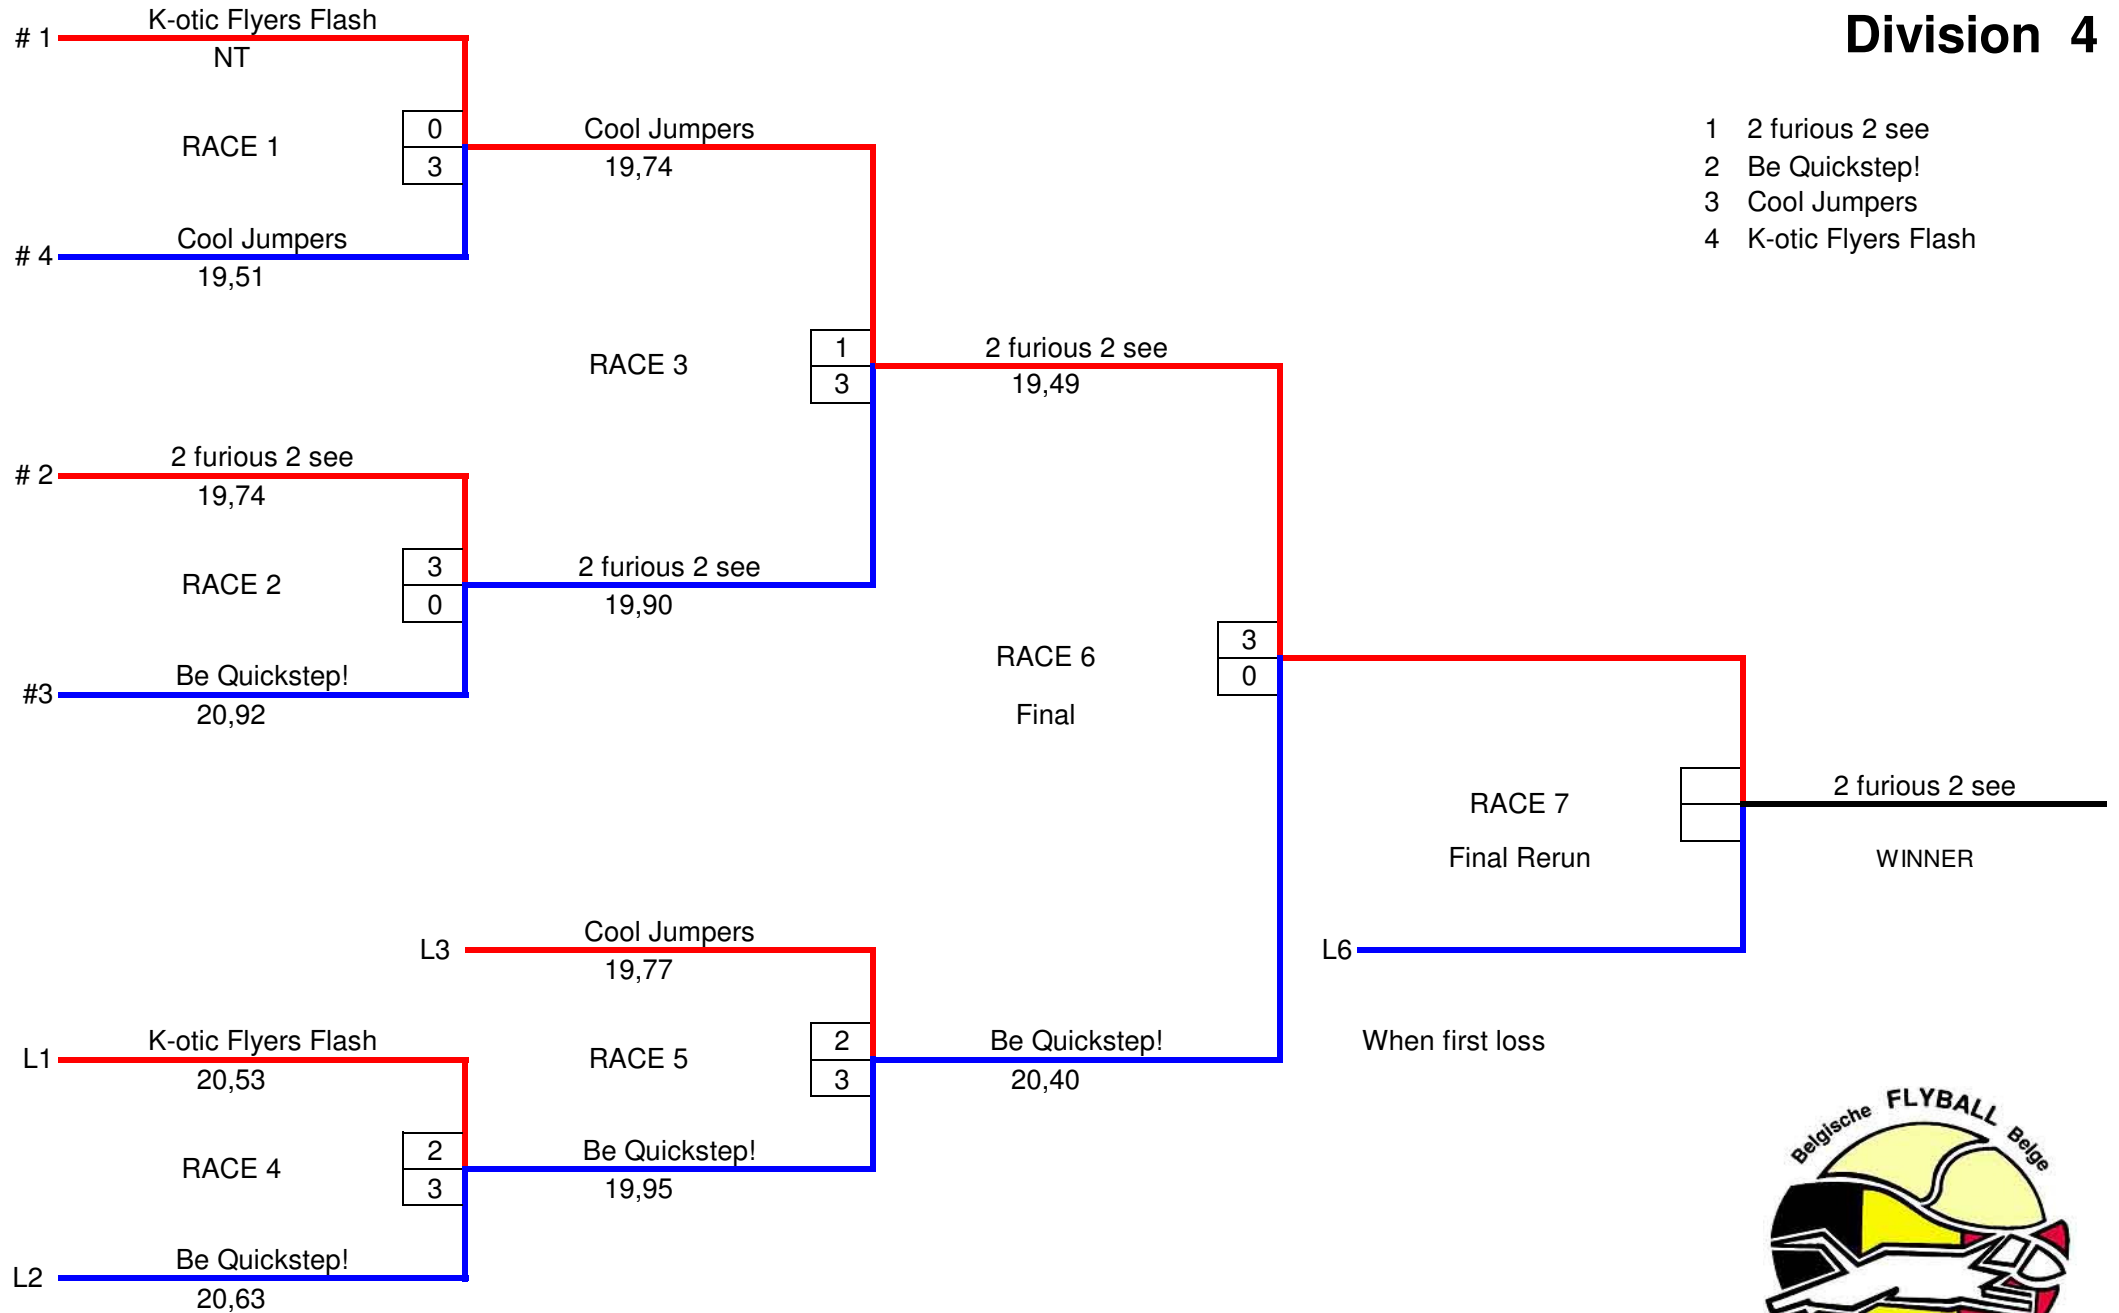 Division 4
1 2 furious 2 see
2 Be Quickstep!
3 Cool Jumpers
4 K-otic Flyers Flash
# 1
K-otic Flyers Flash
NT
RACE 1
0
3
# 4
Cool Jumpers
19,51
Cool Jumpers
19,74
RACE 3
1
3
# 2
2 furious 2 see
19,74
RACE 2
3
0
#3
Be Quickstep!
20,92
2 furious 2 see
19,90
2 furious 2 see
19,49
RACE 6
3
0
Final
RACE 7
Final Rerun
2 furious 2 see
WINNER
L3
Cool Jumpers
19,77
RACE 5
2
3
L6
When first loss
L1
K-otic Flyers Flash
20,53
RACE 4
2
3
L2
Be Quickstep!
20,63
Be Quickstep!
19,95
Be Quickstep!
20,40
Belgische FLYBALL Belge